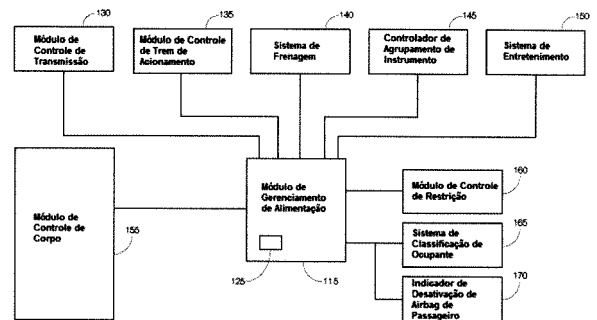 130
135
140
145
150
Módulo de
Controle de
Transmissão
Módulo de Controle
de Trem de
Acionamento
Sistema de
Frenagem
Controlador de
Agrupamento de
Instrumento
Sistema de
Entretenimento
Módulo de
Controle de
Corpo
155
Módulo de
Gerenciamento
de Alimentação
125
115
160
Módulo de Controle
de Restrição
165
Sistema de
Classificação de
Ocupante
170
Indicador de
Desativação de
Airbag de
Passageiro